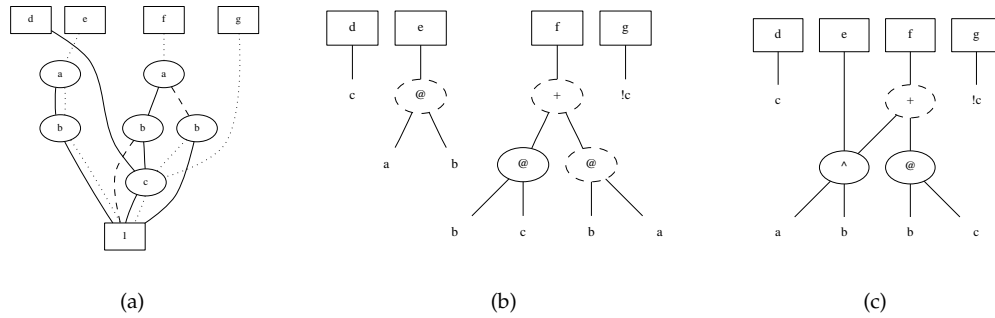 d e f g
a a
b b b
c
1
(a)
d e f g
c @ + !c
a b @ @
b c b a
(b)
d e f g
c + !c
^ @
a b b c
(c)